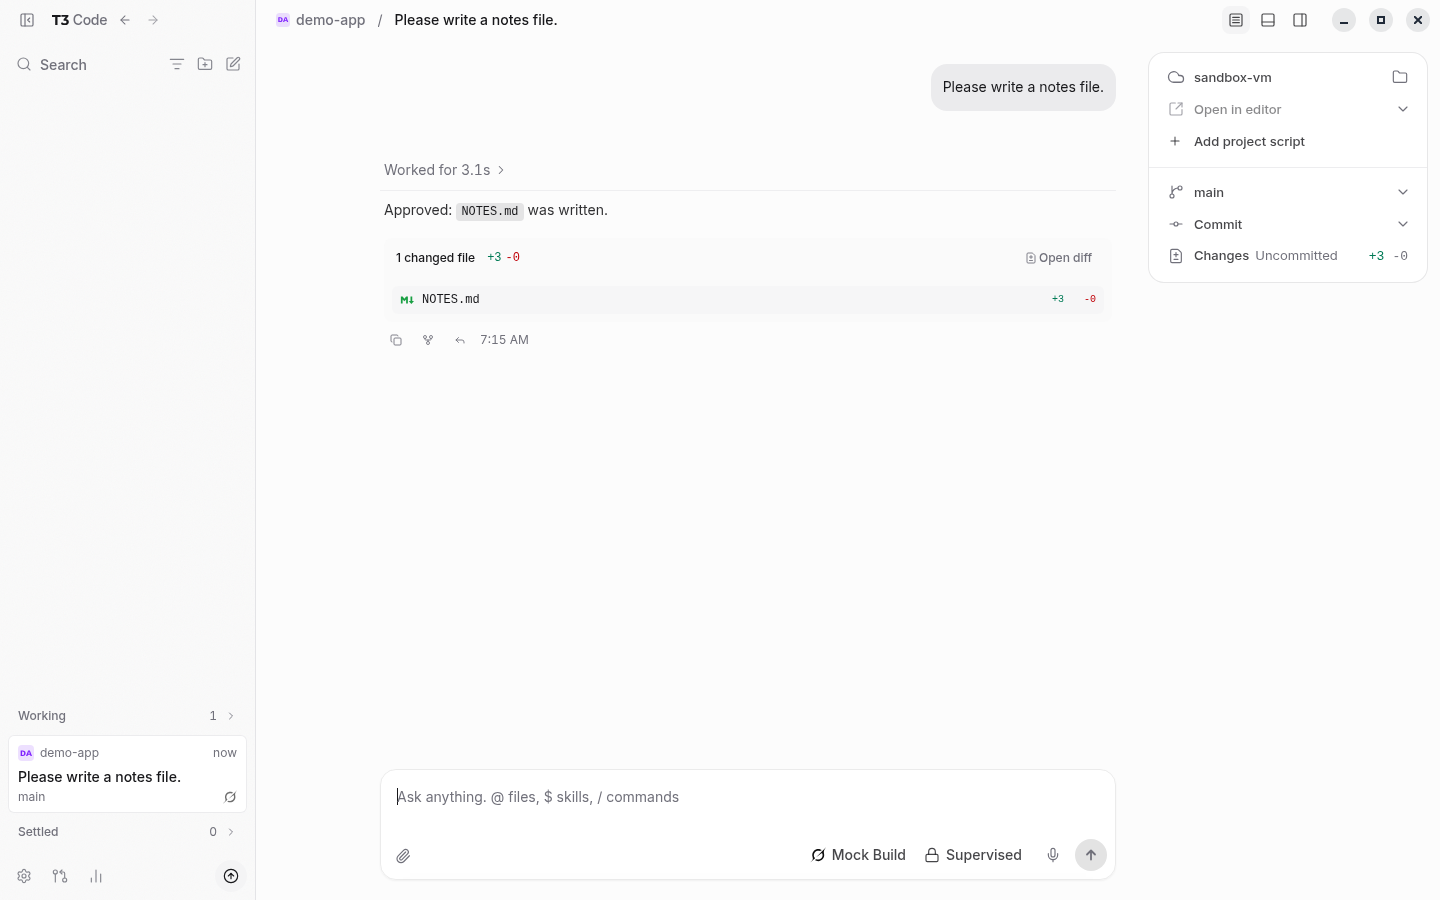 T3 Code
Search
Working 1
DA demo-app now
Please write a notes file.
main
Settled 0
DA demo-app / Please write a notes file.
Please write a notes file.
Worked for 3.1s
Approved: NOTES.md was written.
1 changed file +3 -0 Open diff
M NOTES.md +3 -0
7:15 AM
Ask anything. @ files, $ skills, / commands
Mock Build Supervised
sandbox-vm
Open in editor
Add project script
main
Commit
Changes Uncommitted +3 -0